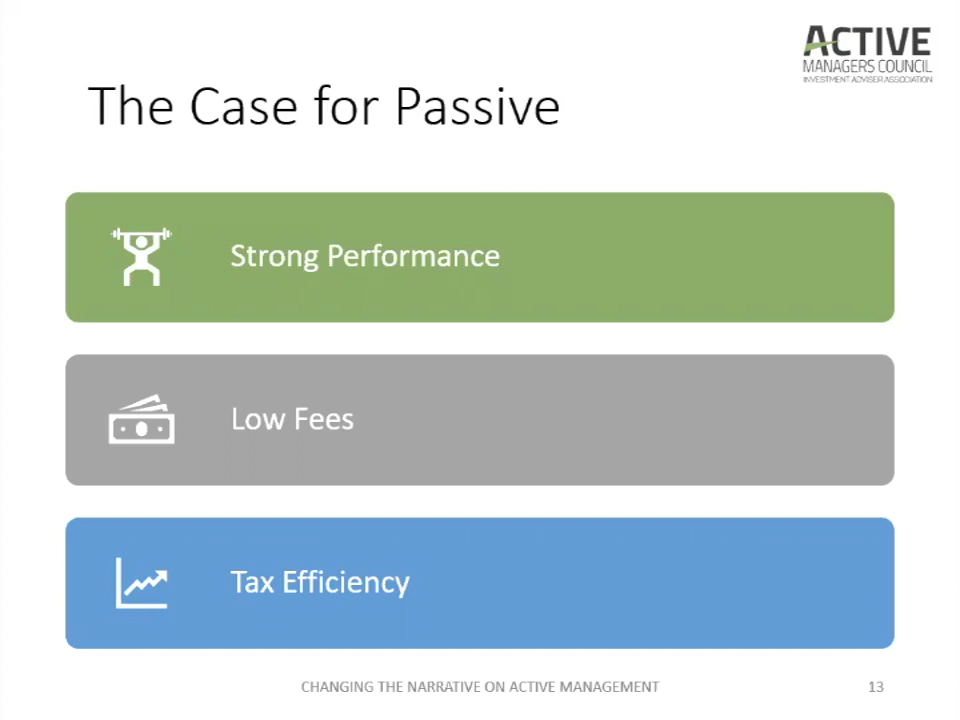 ACTIVE
MANAGERS COUNCIL
INVESTMENT ADVISER ASSOCIATION
The Case for Passive
Strong Performance
Low Fees
Tax Efficiency
CHANGING THE NARRATIVE ON ACTIVE MANAGEMENT
13